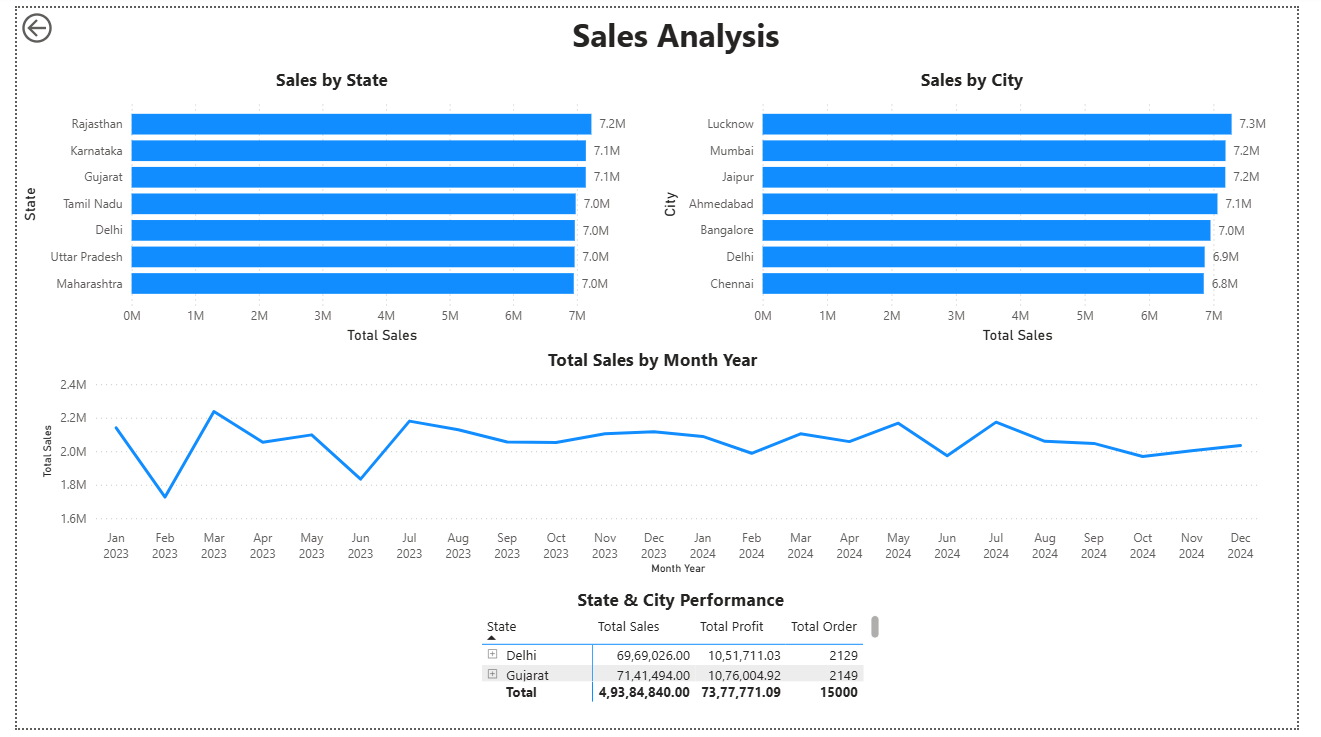 Sales Analysis
Sales by State
State
Rajasthan 7.2M
Karnataka 7.1M
Gujarat 7.1M
Tamil Nadu 7.0M
Delhi 7.0M
Uttar Pradesh 7.0M
Maharashtra 7.0M
0M 1M 2M 3M 4M 5M 6M 7M
Total Sales
Sales by City
City
Lucknow 7.3M
Mumbai 7.2M
Jaipur 7.2M
Ahmedabad 7.1M
Bangalore 7.0M
Delhi 6.9M
Chennai 6.8M
0M 1M 2M 3M 4M 5M 6M 7M
Total Sales
Total Sales by Month Year
Total Sales
2.4M
2.2M
2.0M
1.8M
1.6M
Jan Feb Mar Apr May Jun Jul Aug Sep Oct Nov Dec Jan Feb Mar Apr May Jun Jul Aug Sep Oct Nov Dec
2023 2023 2023 2023 2023 2023 2023 2023 2023 2023 2023 2023 2024 2024 2024 2024 2024 2024 2024 2024 2024 2024 2024 2024
Month Year
State & City Performance
State Total Sales Total Profit Total Order
Delhi 69,69,026.00 10,51,711.03 2129
Gujarat 71,41,494.00 10,76,004.92 2149
Total 4,93,84,840.00 73,77,771.09 15000